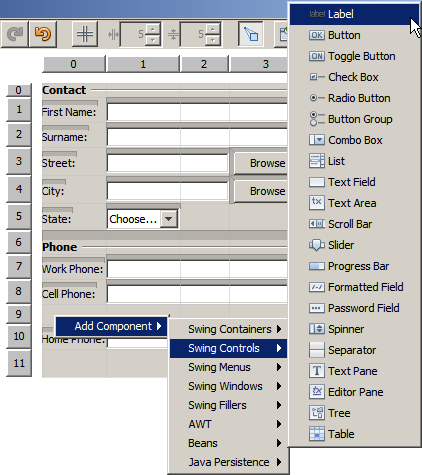 5 5
0 1 2 3
0 Contact
1 First Name:
2 Surname:
3 Street: Browse
4 City: Browse
5 State: Choose...
6 Phone
7 Work Phone:
8 Cell Phone:
9
10 Home Phone:
11
Add Component
Swing Containers
Swing Controls
Swing Menus
Swing Windows
Swing Fillers
AWT
Beans
Java Persistence
label Label
OK Button
ON Toggle Button
Check Box
Radio Button
Button Group
Combo Box
List
Text Field
Text Area
Scroll Bar
Slider
Progress Bar
Formatted Field
Password Field
Spinner
Separator
T Text Pane
Editor Pane
Tree
Table